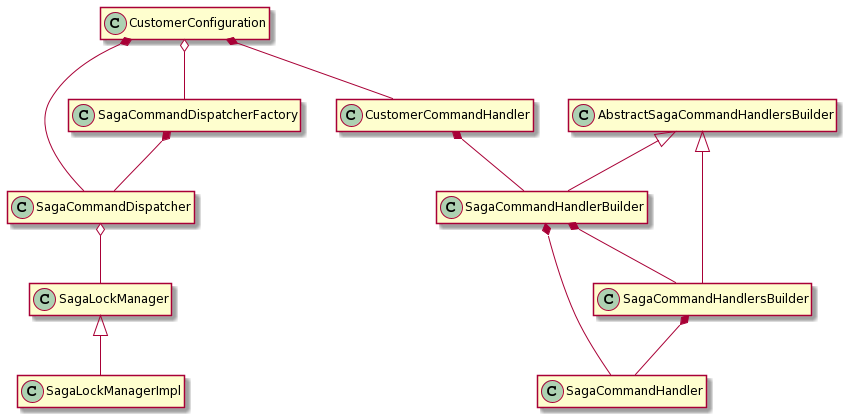 C CustomerConfiguration
C SagaCommandDispatcherFactory
C CustomerCommandHandler
C AbstractSagaCommandHandlersBuilder
C SagaCommandDispatcher
C SagaCommandHandlerBuilder
C SagaLockManager
C SagaCommandHandlersBuilder
C SagaLockManagerImpl
C SagaCommandHandler